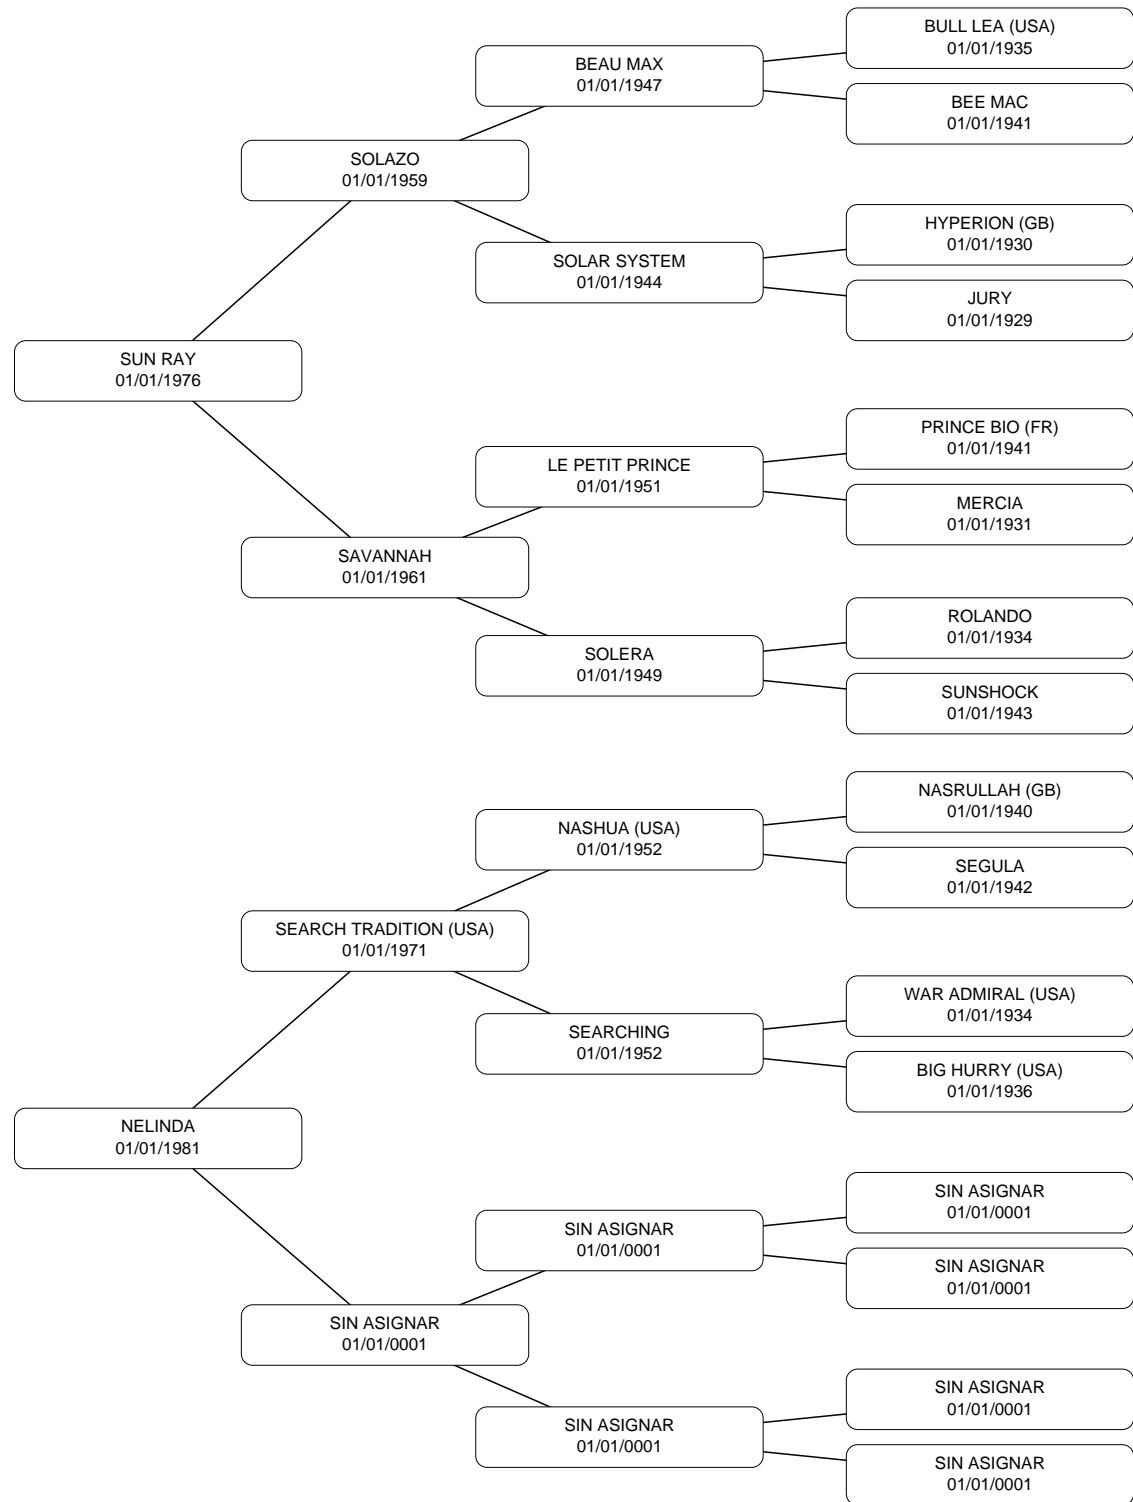 BULL LEA (USA)
01/01/1935
BEAU MAX
01/01/1947
BEE MAC
01/01/1941
SOLAZO
01/01/1959
HYPERION (GB)
01/01/1930
SOLAR SYSTEM
01/01/1944
JURY
01/01/1929
SUN RAY
01/01/1976
PRINCE BIO (FR)
01/01/1941
LE PETIT PRINCE
01/01/1951
MERCIA
01/01/1931
SAVANNAH
01/01/1961
ROLANDO
01/01/1934
SOLERA
01/01/1949
SUNSHOCK
01/01/1943
NASRULLAH (GB)
01/01/1940
NASHUA (USA)
01/01/1952
SEGULA
01/01/1942
SEARCH TRADITION (USA)
01/01/1971
WAR ADMIRAL (USA)
01/01/1934
SEARCHING
01/01/1952
BIG HURRY (USA)
01/01/1936
NELINDA
01/01/1981
SIN ASIGNAR
01/01/0001
SIN ASIGNAR
01/01/0001
SIN ASIGNAR
01/01/0001
SIN ASIGNAR
01/01/0001
SIN ASIGNAR
01/01/0001
SIN ASIGNAR
01/01/0001
SIN ASIGNAR
01/01/0001